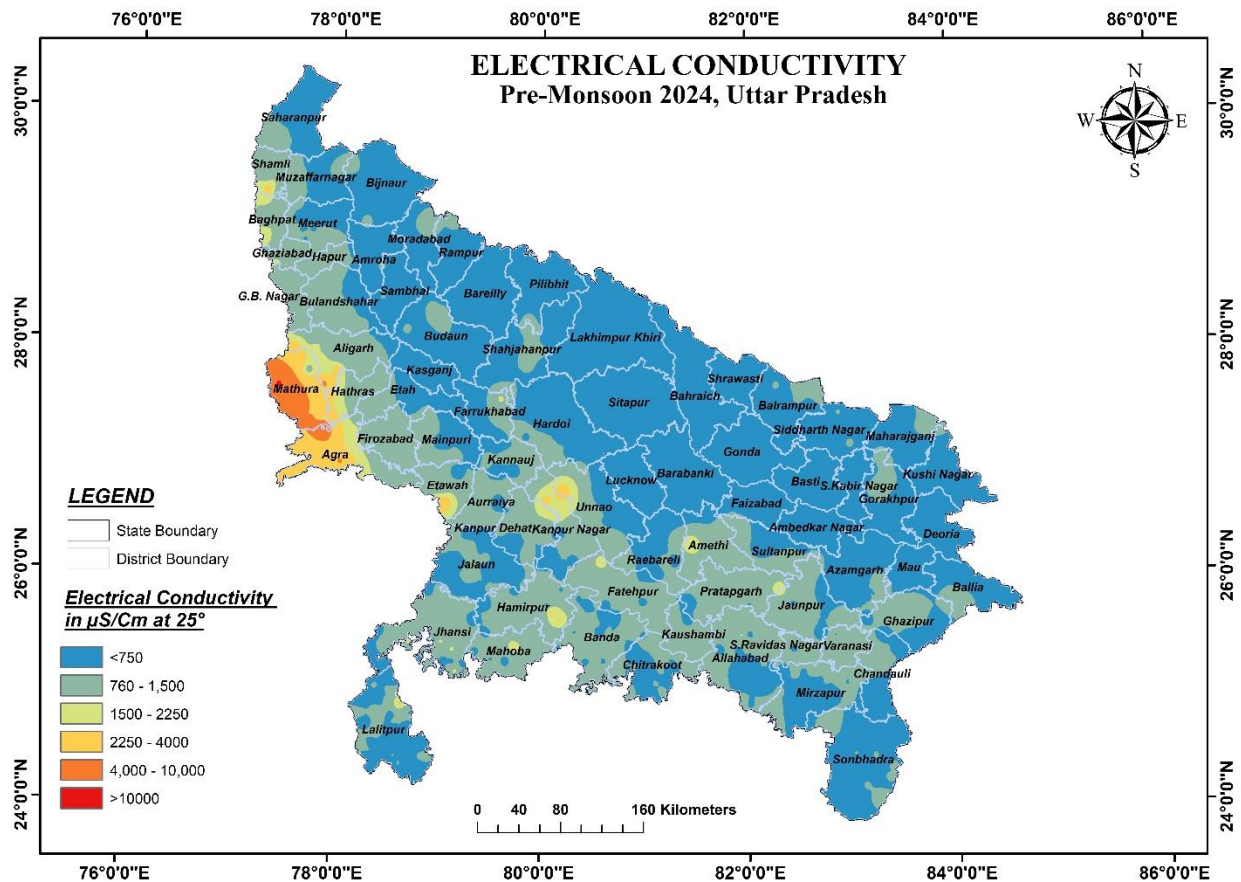 76°0'0"E 78°0'0"E 80°0'0"E 82°0'0"E 84°0'0"E 86°0'0"E
ELECTRICAL CONDUCTIVITY
Pre-Monsoon 2024, Uttar Pradesh
N
W E
S
30°0'0"N 30°0'0"N
28°0'0"N 28°0'0"N
26°0'0"N 26°0'0"N
24°0'0"N 24°0'0"N
Saharanpur
Shamli
Muzaffarnagar
Bijnaur
Baghpat
Meerut
Moradabad
Rampur
Ghaziabad
Hapur
Amroha
Sambhal
Bareilly
Pilibhit
G.B. Nagar
Bulandshahar
Budaun
Shahjahanpur
Lakhimpur Khiri
Aligarh
Kasganj
Shrawasti
Mathura
Hathras
Etah
Farrukhabad
Sitapur
Bahraich
Balrampur
Hardoi
Siddharth Nagar
Maharajganj
Firozabad
Mainpuri
Kannauj
Gonda
Agra
Barabanki
Lucknow
Basti
S.Kabir Nagar
Kushi Nagar
Gorakhpur
Etawah
Aurraiya
Unnao
Faizabad
Kanpur Dehat
Kanpur Nagar
Ambedkar Nagar
Deoria
Amethi
Sultanpur
Raebareli
Jalaun
Azamgarh
Mau
Ballia
Fatehpur
Pratapgarh
Jaunpur
Hamirpur
Ghazipur
Jhansi
Banda
Kaushambi
Mahoba
S.Ravidas Nagar
Varanasi
Allahabad
Chitrakoot
Chandauli
Mirzapur
Lalitpur
Sonbhadra
LEGEND
State Boundary
District Boundary
Electrical Conductivity
in µS/Cm at 25°
<750
760 - 1,500
1500 - 2250
2250 - 4000
4,000 - 10,000
>10000
0 40 80 160 Kilometers
76°0'0"E 78°0'0"E 80°0'0"E 82°0'0"E 84°0'0"E 86°0'0"E